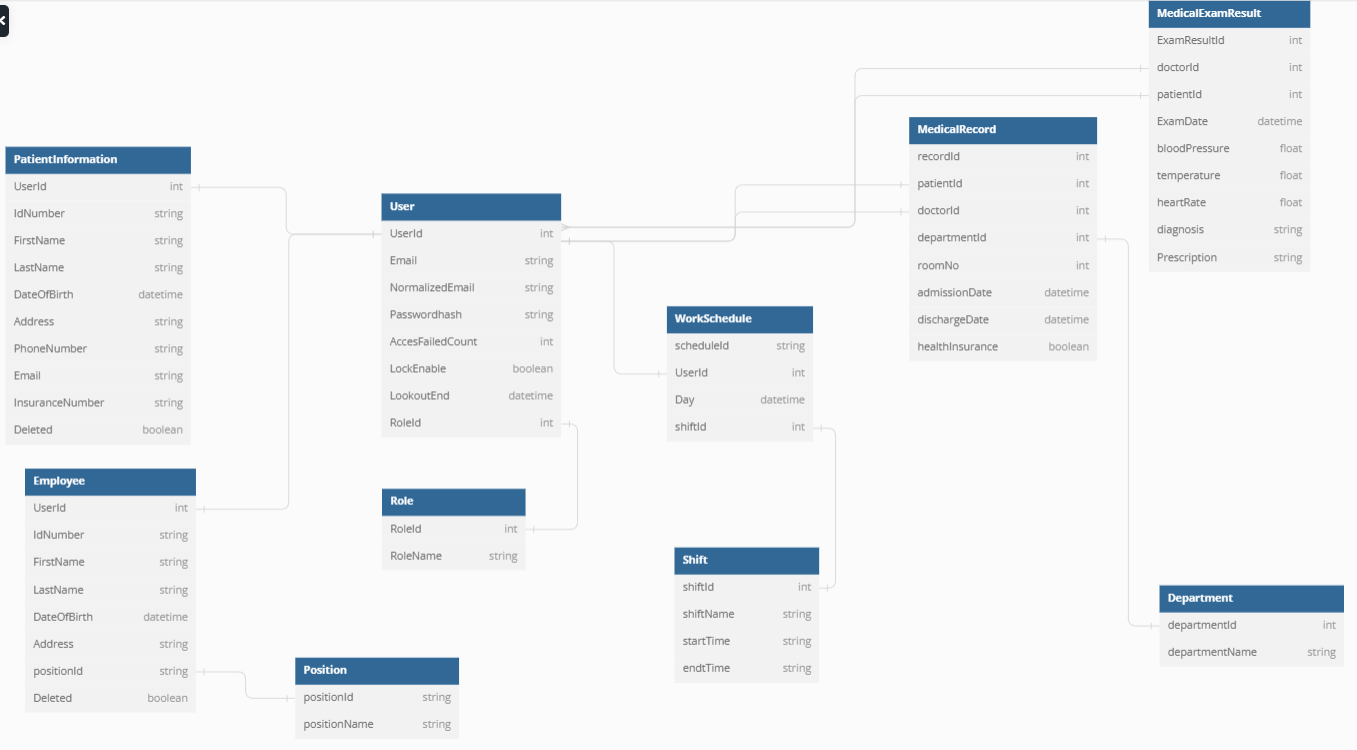 MedicalExamResult
ExamResultId int
doctorId int
patientId int
ExamDate datetime
bloodPressure float
temperature float
heartRate float
diagnosis string
Prescription string
MedicalRecord
recordId int
patientId int
doctorId int
departmentId int
roomNo int
admissionDate datetime
dischargeDate datetime
healthInsurance boolean
PatientInformation
UserId int
IdNumber string
FirstName string
LastName string
DateOfBirth datetime
Address string
PhoneNumber string
Email string
InsuranceNumber string
Deleted boolean
User
UserId int
Email string
NormalizedEmail string
Passwordhash string
AccesFailedCount int
LockEnable boolean
LookoutEnd datetime
RoleId int
WorkSchedule
scheduleId string
UserId int
Day datetime
shiftId int
Employee
UserId int
IdNumber string
FirstName string
LastName string
DateOfBirth datetime
Address string
positionId string
Deleted boolean
Role
RoleId int
RoleName string
Shift
shiftId int
shiftName string
startTime string
endtTime string
Department
departmentId int
departmentName string
Position
positionId string
positionName string